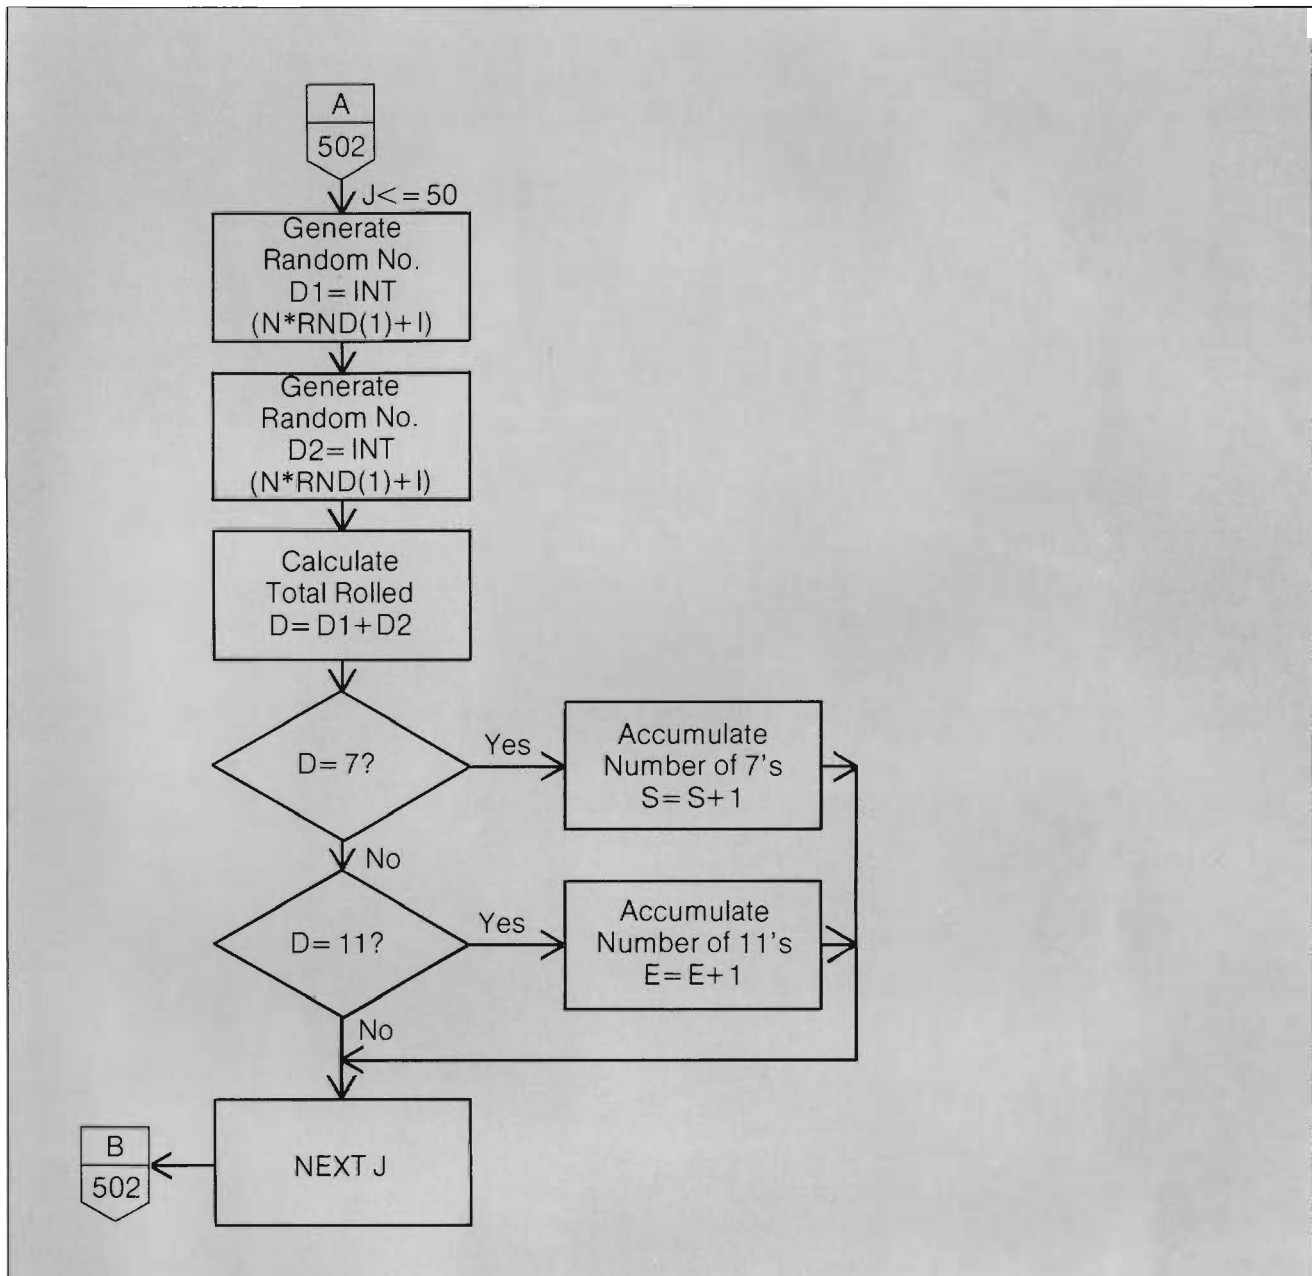 A
502
J<=50
Generate
Random No.
D1=INT
(N*RND(1)+I)
Generate
Random No.
D2=INT
(N*RND(1)+I)
Calculate
Total Rolled
D=D1+D2
D=7?
Yes
Accumulate
Number of 7's
S=S+1
No
D=11?
Yes
Accumulate
Number of 11's
E=E+1
No
NEXT J
B
502